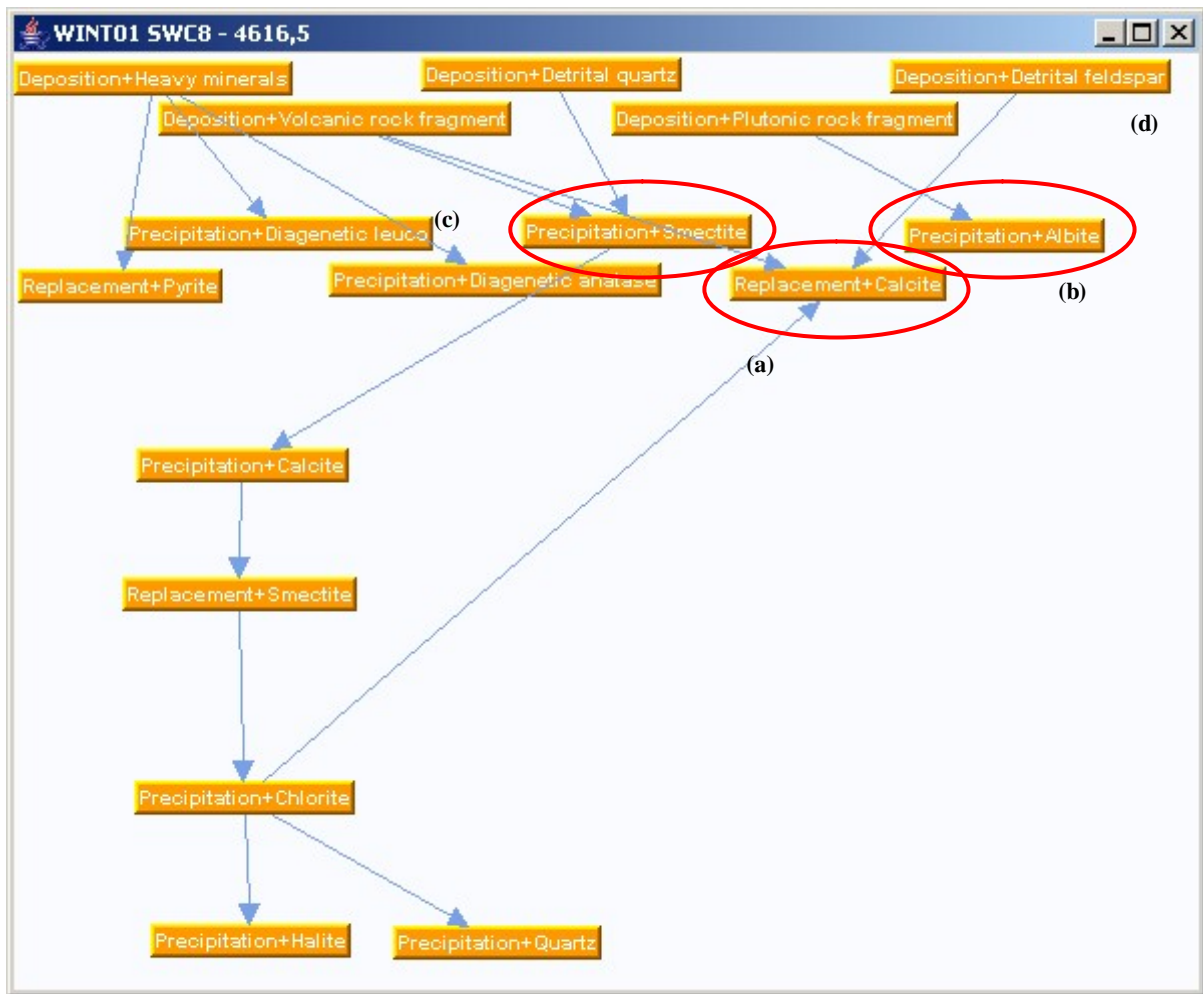 WINT01 SWC8 - 4616,5
Deposition+Heavy minerals
Deposition+Detrital quartz
Deposition+Detrital feldspar
Deposition+Volcanic rock fragment
Deposition+Plutonic rock fragment
(d)
Precipitation+Diagenetic leuco
(c)
Precipitation+Smectite
Precipitation+Albite
Replacement+Pyrite
Precipitation+Diagenetic anatase
Replacement+Calcite
(b)
(a)
Precipitation+Calcite
Replacement+Smectite
Precipitation+Chlorite
Precipitation+Halite
Precipitation+Quartz